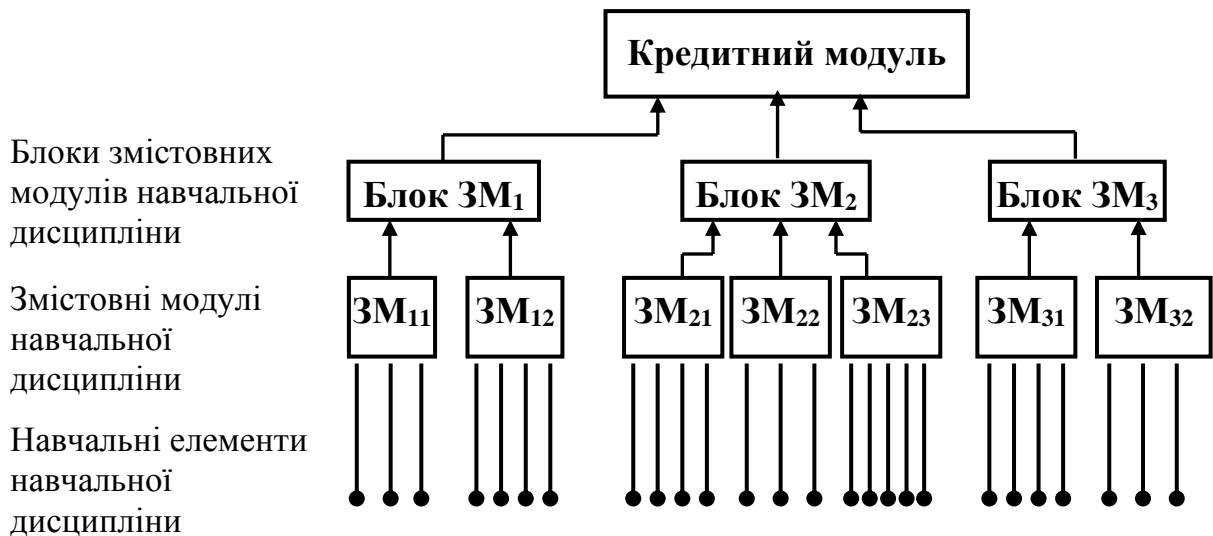 Кредитний модуль
Блоки змістовних
модулів навчальної
дисципліни
Блок ЗМ₁
Блок ЗМ₂
Блок ЗМ₃
Змістовні модулі
навчальної
дисципліни
ЗМ₁₁
ЗМ₁₂
ЗМ₂₁
ЗМ₂₂
ЗМ₂₃
ЗМ₃₁
ЗМ₃₂
Навчальні елементи
навчальної
дисципліни